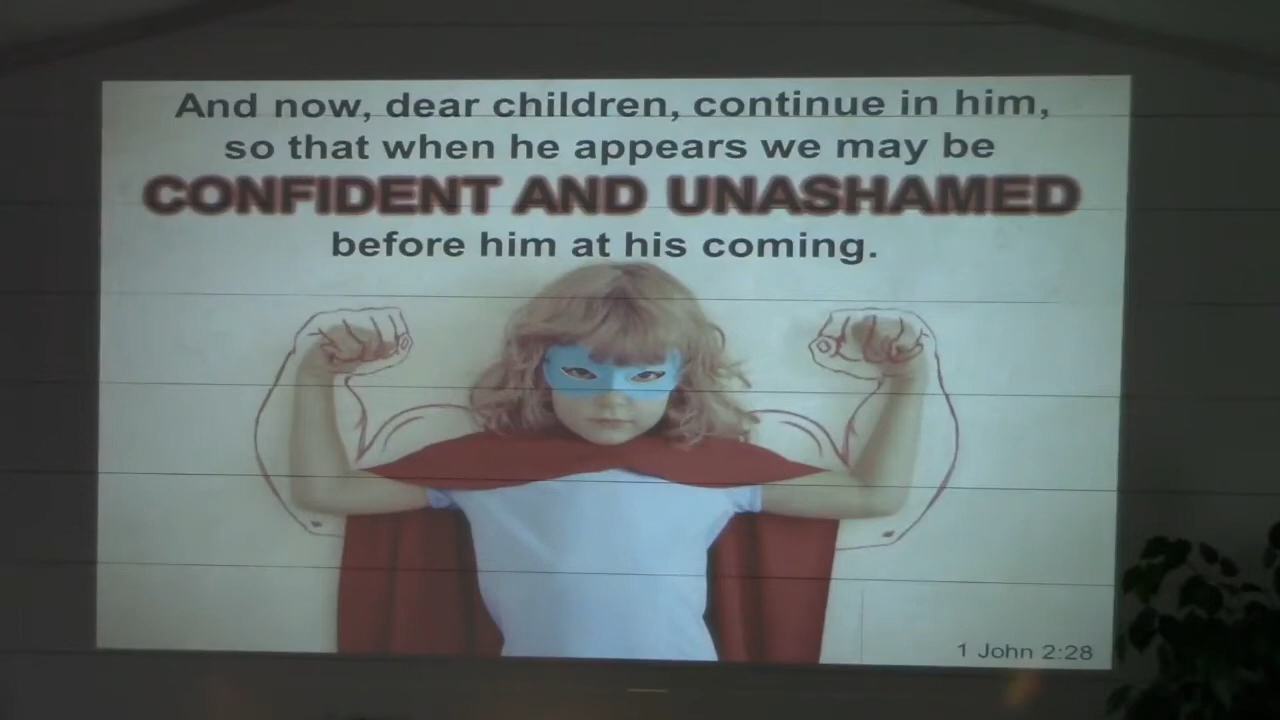 And now, dear children, continue in him,
so that when he appears we may be
CONFIDENT AND UNASHAMED
before him at his coming.
1 John 2:28